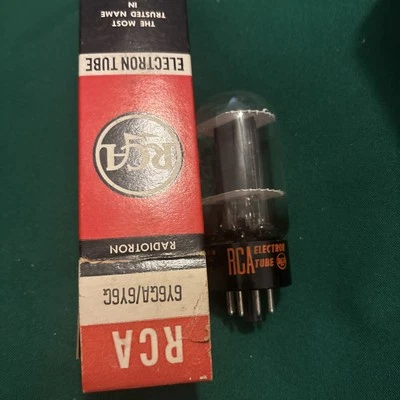 RCA
6Y6GA/6Y6G
RADIOTRON
RCA
ELECTRON TUBE
THE MOST
TRUSTED NAME
IN
RCA ELECTRON
TUBE